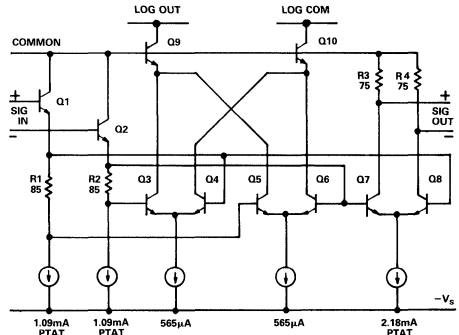 LOG OUT LOG COM
COMMON
Q9 Q10
R3 75
R4 75
+ SIG IN −
Q1
Q2
+ SIG OUT −
R1 85
R2 85
Q3 Q4 Q5 Q6 Q7 Q8
−Vs
1.09mA PTAT
1.09mA PTAT
565μA
565μA
2.18mA PTAT